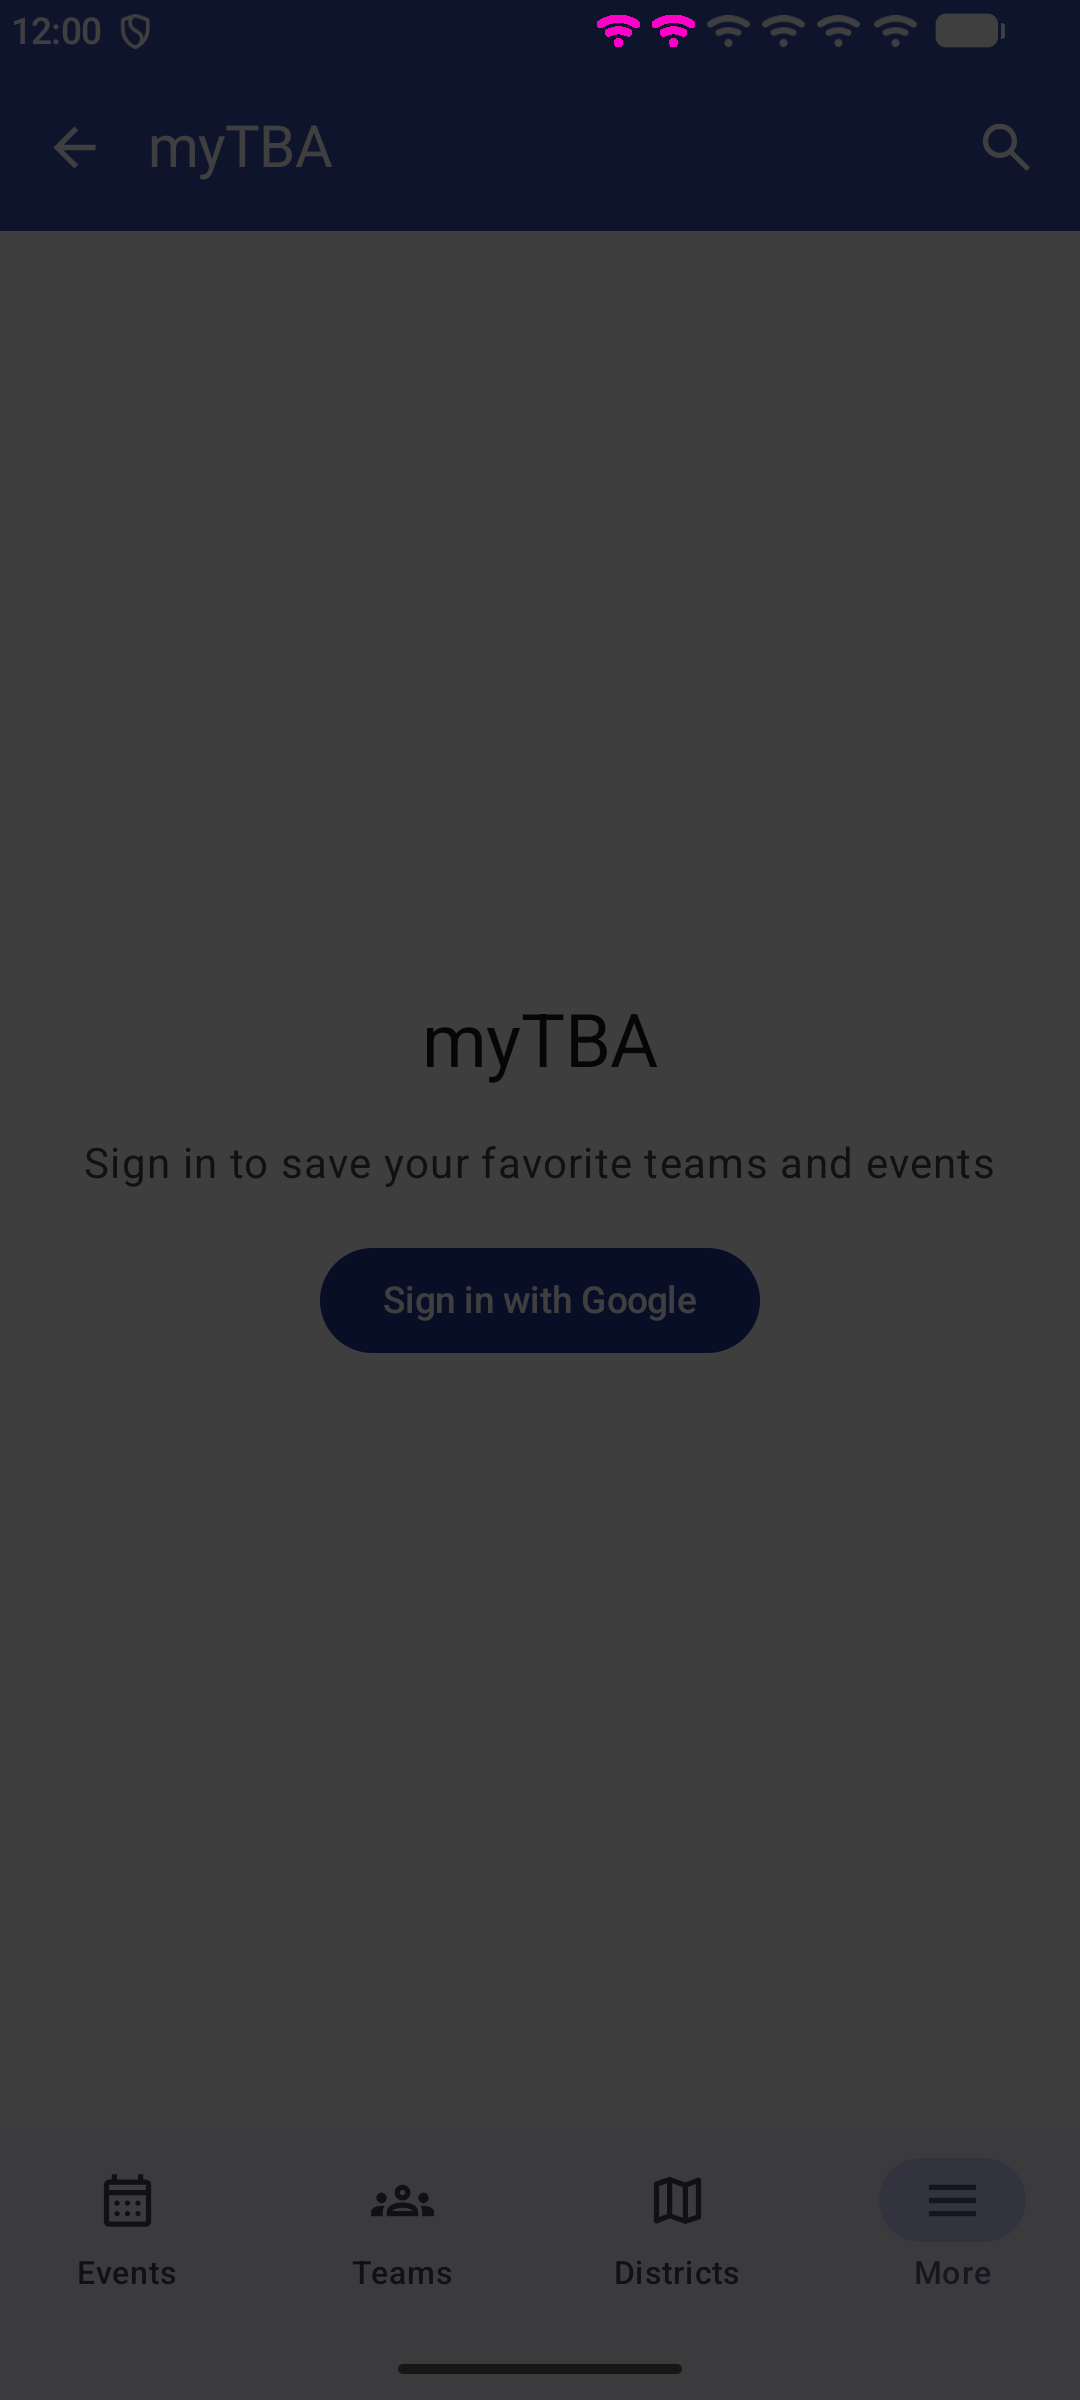 12:00
myTBA
myTBA
Sign in to save your favorite teams and events
Sign in with Google
Events
Teams
Districts
More